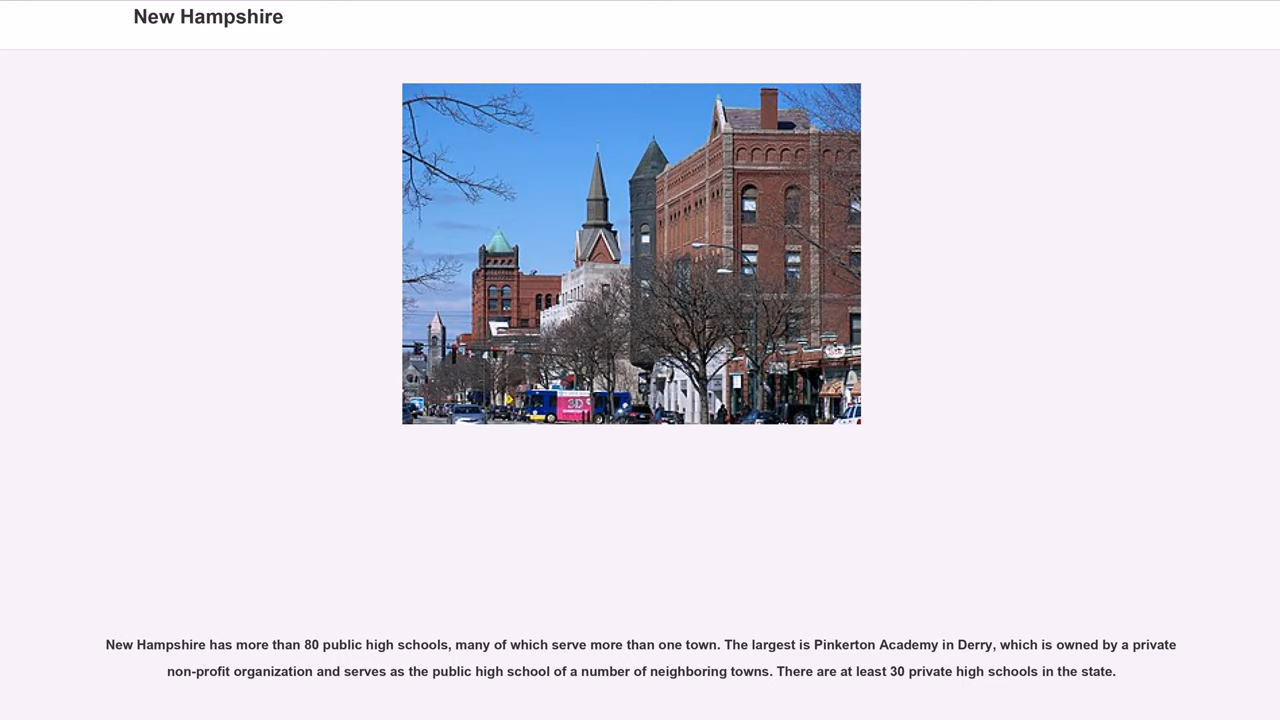 New Hampshire
3D
New Hampshire has more than 80 public high schools, many of which serve more than one town. The largest is Pinkerton Academy in Derry, which is owned by a private
non-profit organization and serves as the public high school of a number of neighboring towns. There are at least 30 private high schools in the state.